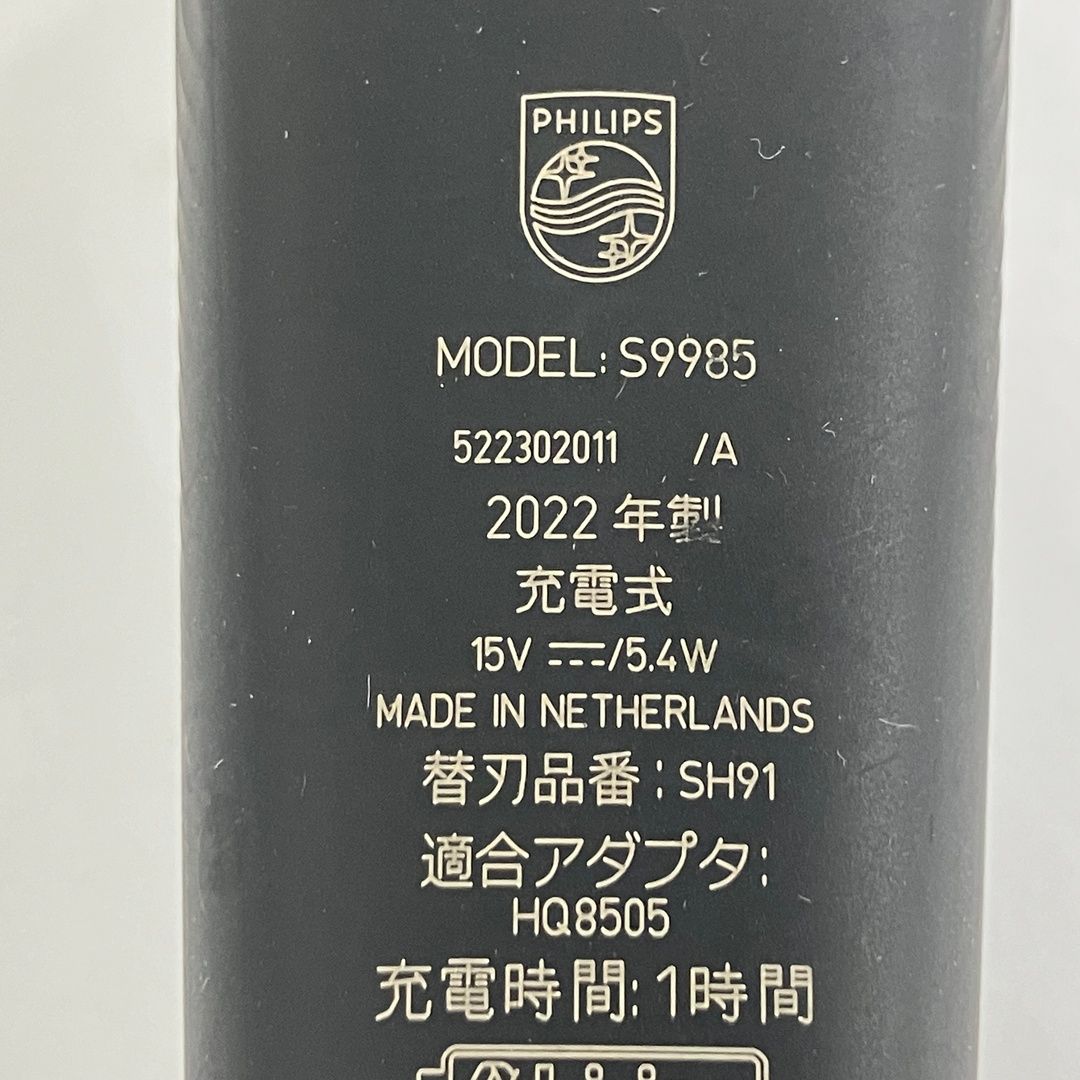 PHILIPS
MODEL: S9985
522302011 /A
2022 年製
充電式
15V ⎓/5.4W
MADE IN NETHERLANDS
替刃品番：SH91
適合アダプタ：
HQ8505
充電時間：1時間